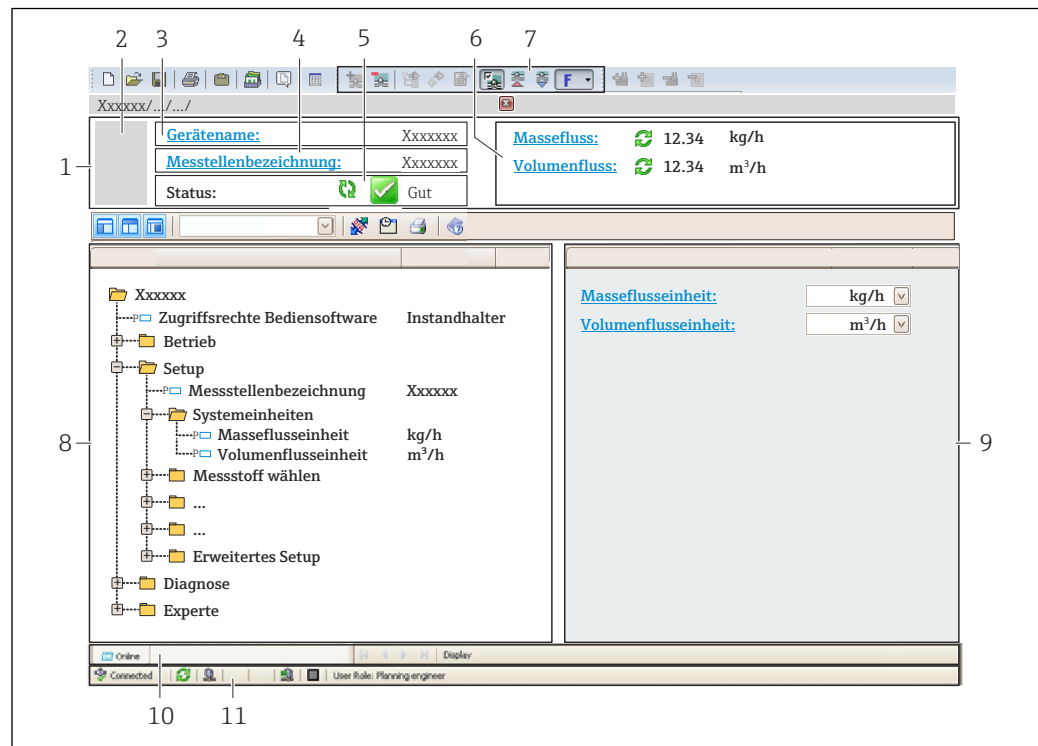 2 3 4 5 6 7
F
Xxxxxx/.../.../
1
Gerätename: Xxxxxxx
Messtellenbezeichnung: Xxxxxxx
Status: Gut
Massefluss: 12.34 kg/h
Volumenfluss: 12.34 m³/h
Xxxxxx
P Zugriffsrechte Bediensoftware Instandhalter
Betrieb
Setup
P Messstellenbezeichnung Xxxxxx
Systemeinheiten
P Masseflusseinheit kg/h
P Volumenflusseinheit m³/h
Messstoff wählen
...
...
Erweitertes Setup
Diagnose
Experte
8
Masseflusseinheit: kg/h
Volumenflusseinheit: m³/h
9
Online Display
Connected User Role: Planning engineer
10 11